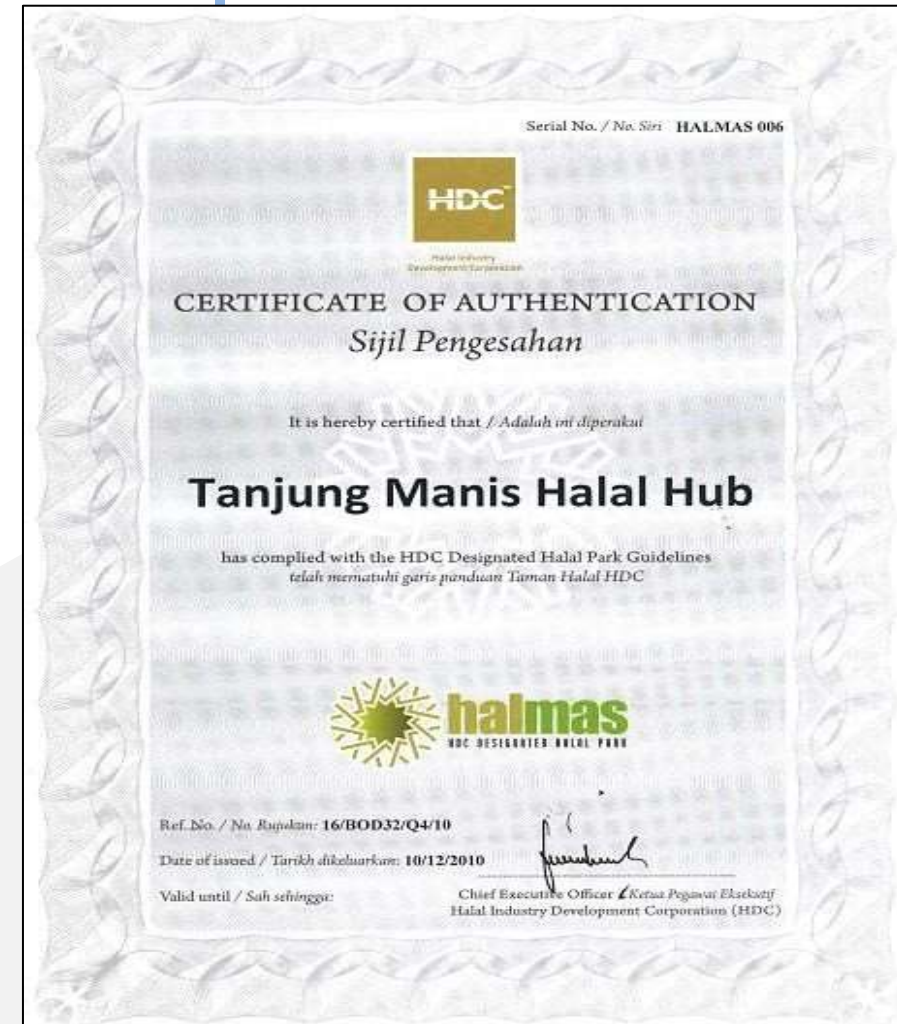 Serial No. / No. Siri HALMAS 006
HDC
Halal Industry
Development Corporation
CERTIFICATE OF AUTHENTICATION
Sijil Pengesahan
It is hereby certified that / Adalah ini diperakui
Tanjung Manis Halal Hub
has complied with the HDC Designated Halal Park Guidelines
telah mematuhi garis panduan Taman Halal HDC
halmas
HDC DESIGNATED HALAL PARK
Ref. No. / No. Rujukan: 16/BOD32/Q4/10
Date of issued / Tarikh dikeluarkan: 10/12/2010
Valid until / Sah sehingga:
Chief Executive Officer / Ketua Pegawai Eksekutif
Halal Industry Development Corporation (HDC)